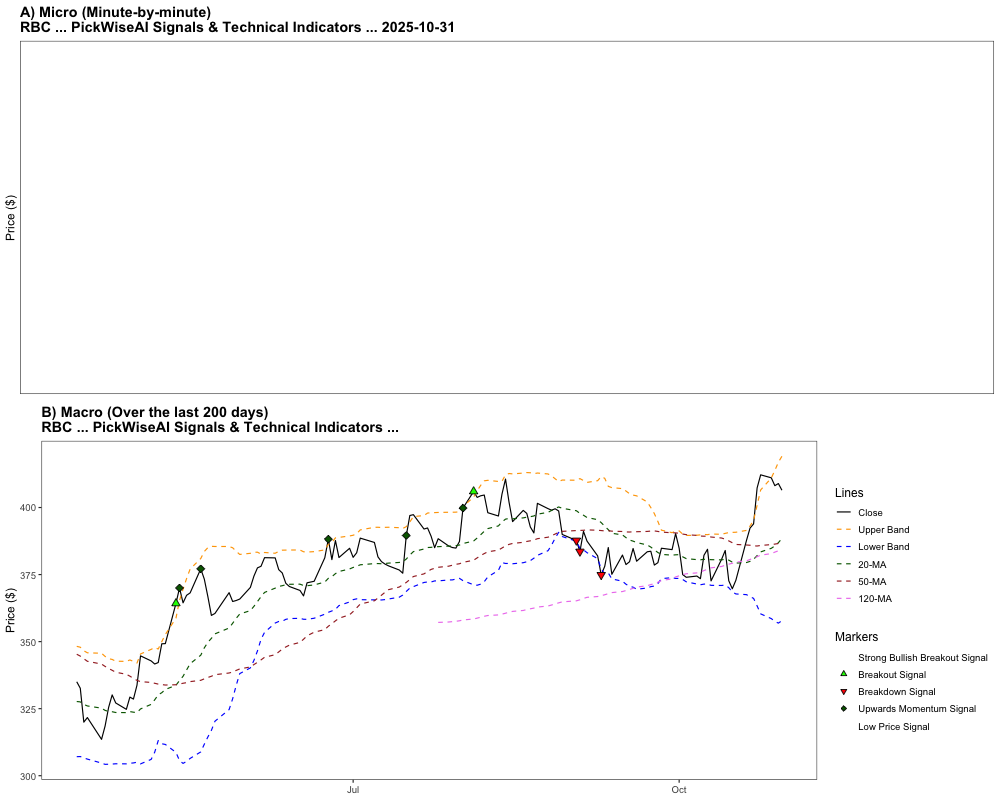 A) Micro (Minute-by-minute)
RBC ... PickWiseAI Signals & Technical Indicators ... 2025-10-31
Price ($)
B) Macro (Over the last 200 days)
RBC ... PickWiseAI Signals & Technical Indicators ...
Price ($)
400
375
350
325
300
Jul
Oct
Lines
Close
Upper Band
Lower Band
20-MA
50-MA
120-MA
Markers
Strong Bullish Breakout Signal
Breakout Signal
Breakdown Signal
Upwards Momentum Signal
Low Price Signal